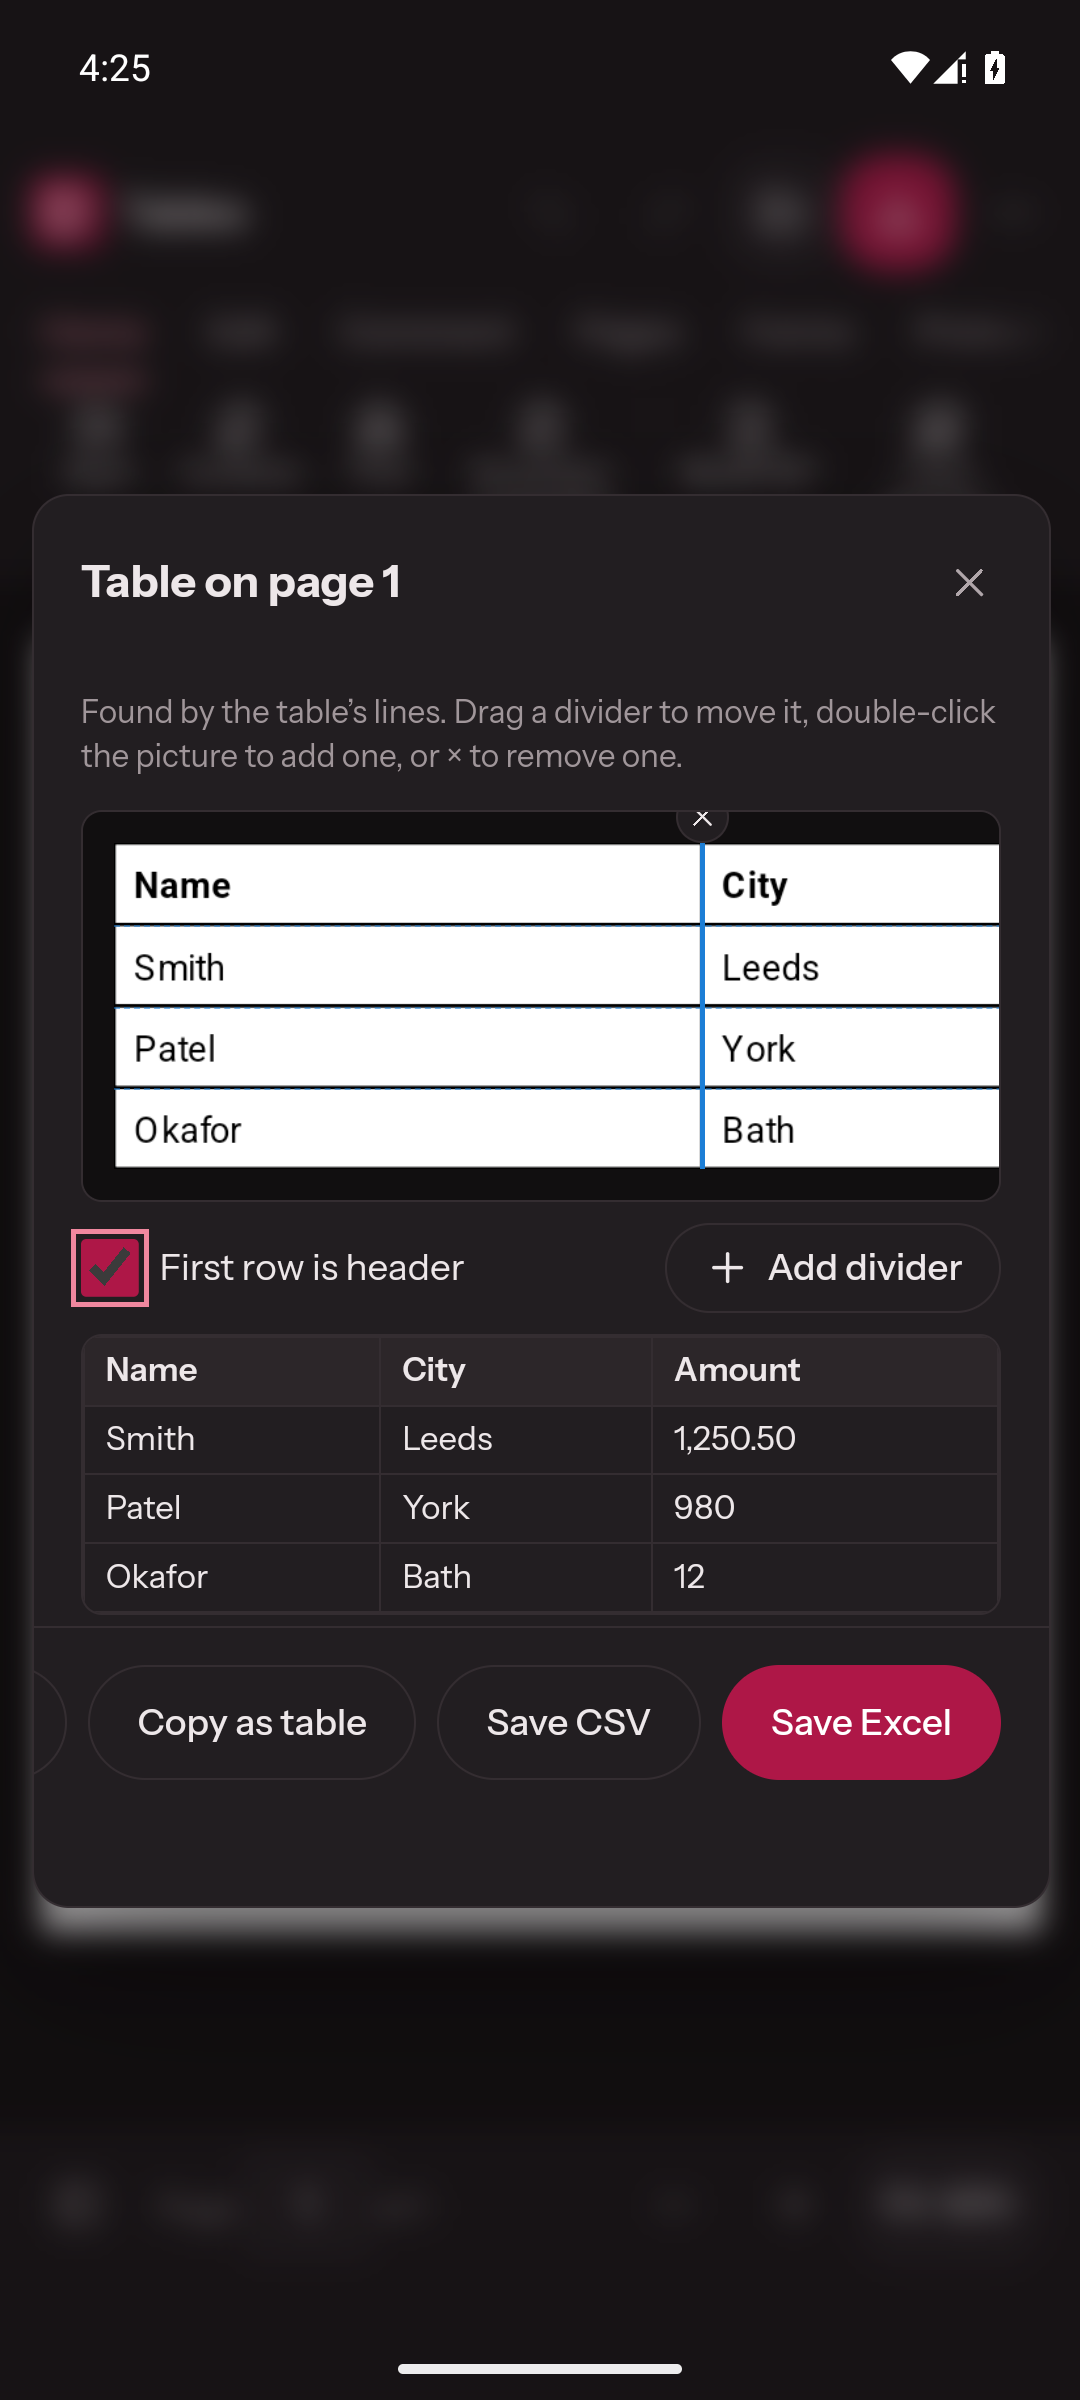 4:25
Table on page 1
Found by the table’s lines. Drag a divider to move it, double-click
the picture to add one, or × to remove one.
Name City
Smith Leeds
Patel York
Okafor Bath
First row is header
+ Add divider
Name City Amount
Smith Leeds 1,250.50
Patel York 980
Okafor Bath 12
Copy as table
Save CSV
Save Excel